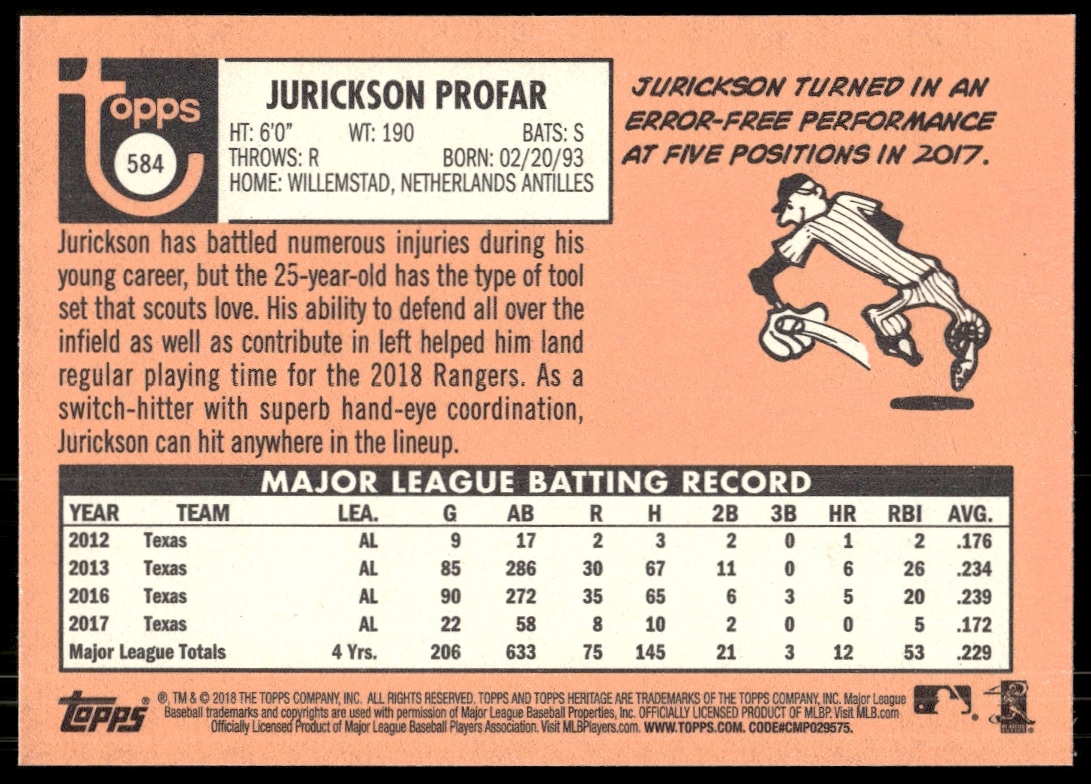 topps
584
JURICKSON PROFAR
HT: 6'0" WT: 190 BATS: S
THROWS: R BORN: 02/20/93
HOME: WILLEMSTAD, NETHERLANDS ANTILLES
JURICKSON TURNED IN AN
ERROR-FREE PERFORMANCE
AT FIVE POSITIONS IN 2017.
Jurickson has battled numerous injuries during his
young career, but the 25-year-old has the type of tool
set that scouts love. His ability to defend all over the
infield as well as contribute in left helped him land
regular playing time for the 2018 Rangers. As a
switch-hitter with superb hand-eye coordination,
Jurickson can hit anywhere in the lineup.
MAJOR LEAGUE BATTING RECORD
YEAR TEAM LEA. G AB R H 2B 3B HR RBI AVG.
2012 Texas AL 9 17 2 3 2 0 1 2 .176
2013 Texas AL 85 286 30 67 11 0 6 26 .234
2016 Texas AL 90 272 35 65 6 3 5 20 .239
2017 Texas AL 22 58 8 10 2 0 0 5 .172
Major League Totals 4 Yrs. 206 633 75 145 21 3 12 53 .229
topps
®, TM & © 2018 THE TOPPS COMPANY, INC. ALL RIGHTS RESERVED. TOPPS AND TOPPS HERITAGE ARE TRADEMARKS OF THE TOPPS COMPANY, INC. Major League
Baseball trademarks and copyrights are used with permission of Major League Baseball Properties, Inc. OFFICIALLY LICENSED PRODUCT OF MLBP. Visit MLB.com
Officially Licensed Product of Major League Baseball Players Association. Visit MLBPlayers.com. WWW.TOPPS.COM. CODE#CMP029575.